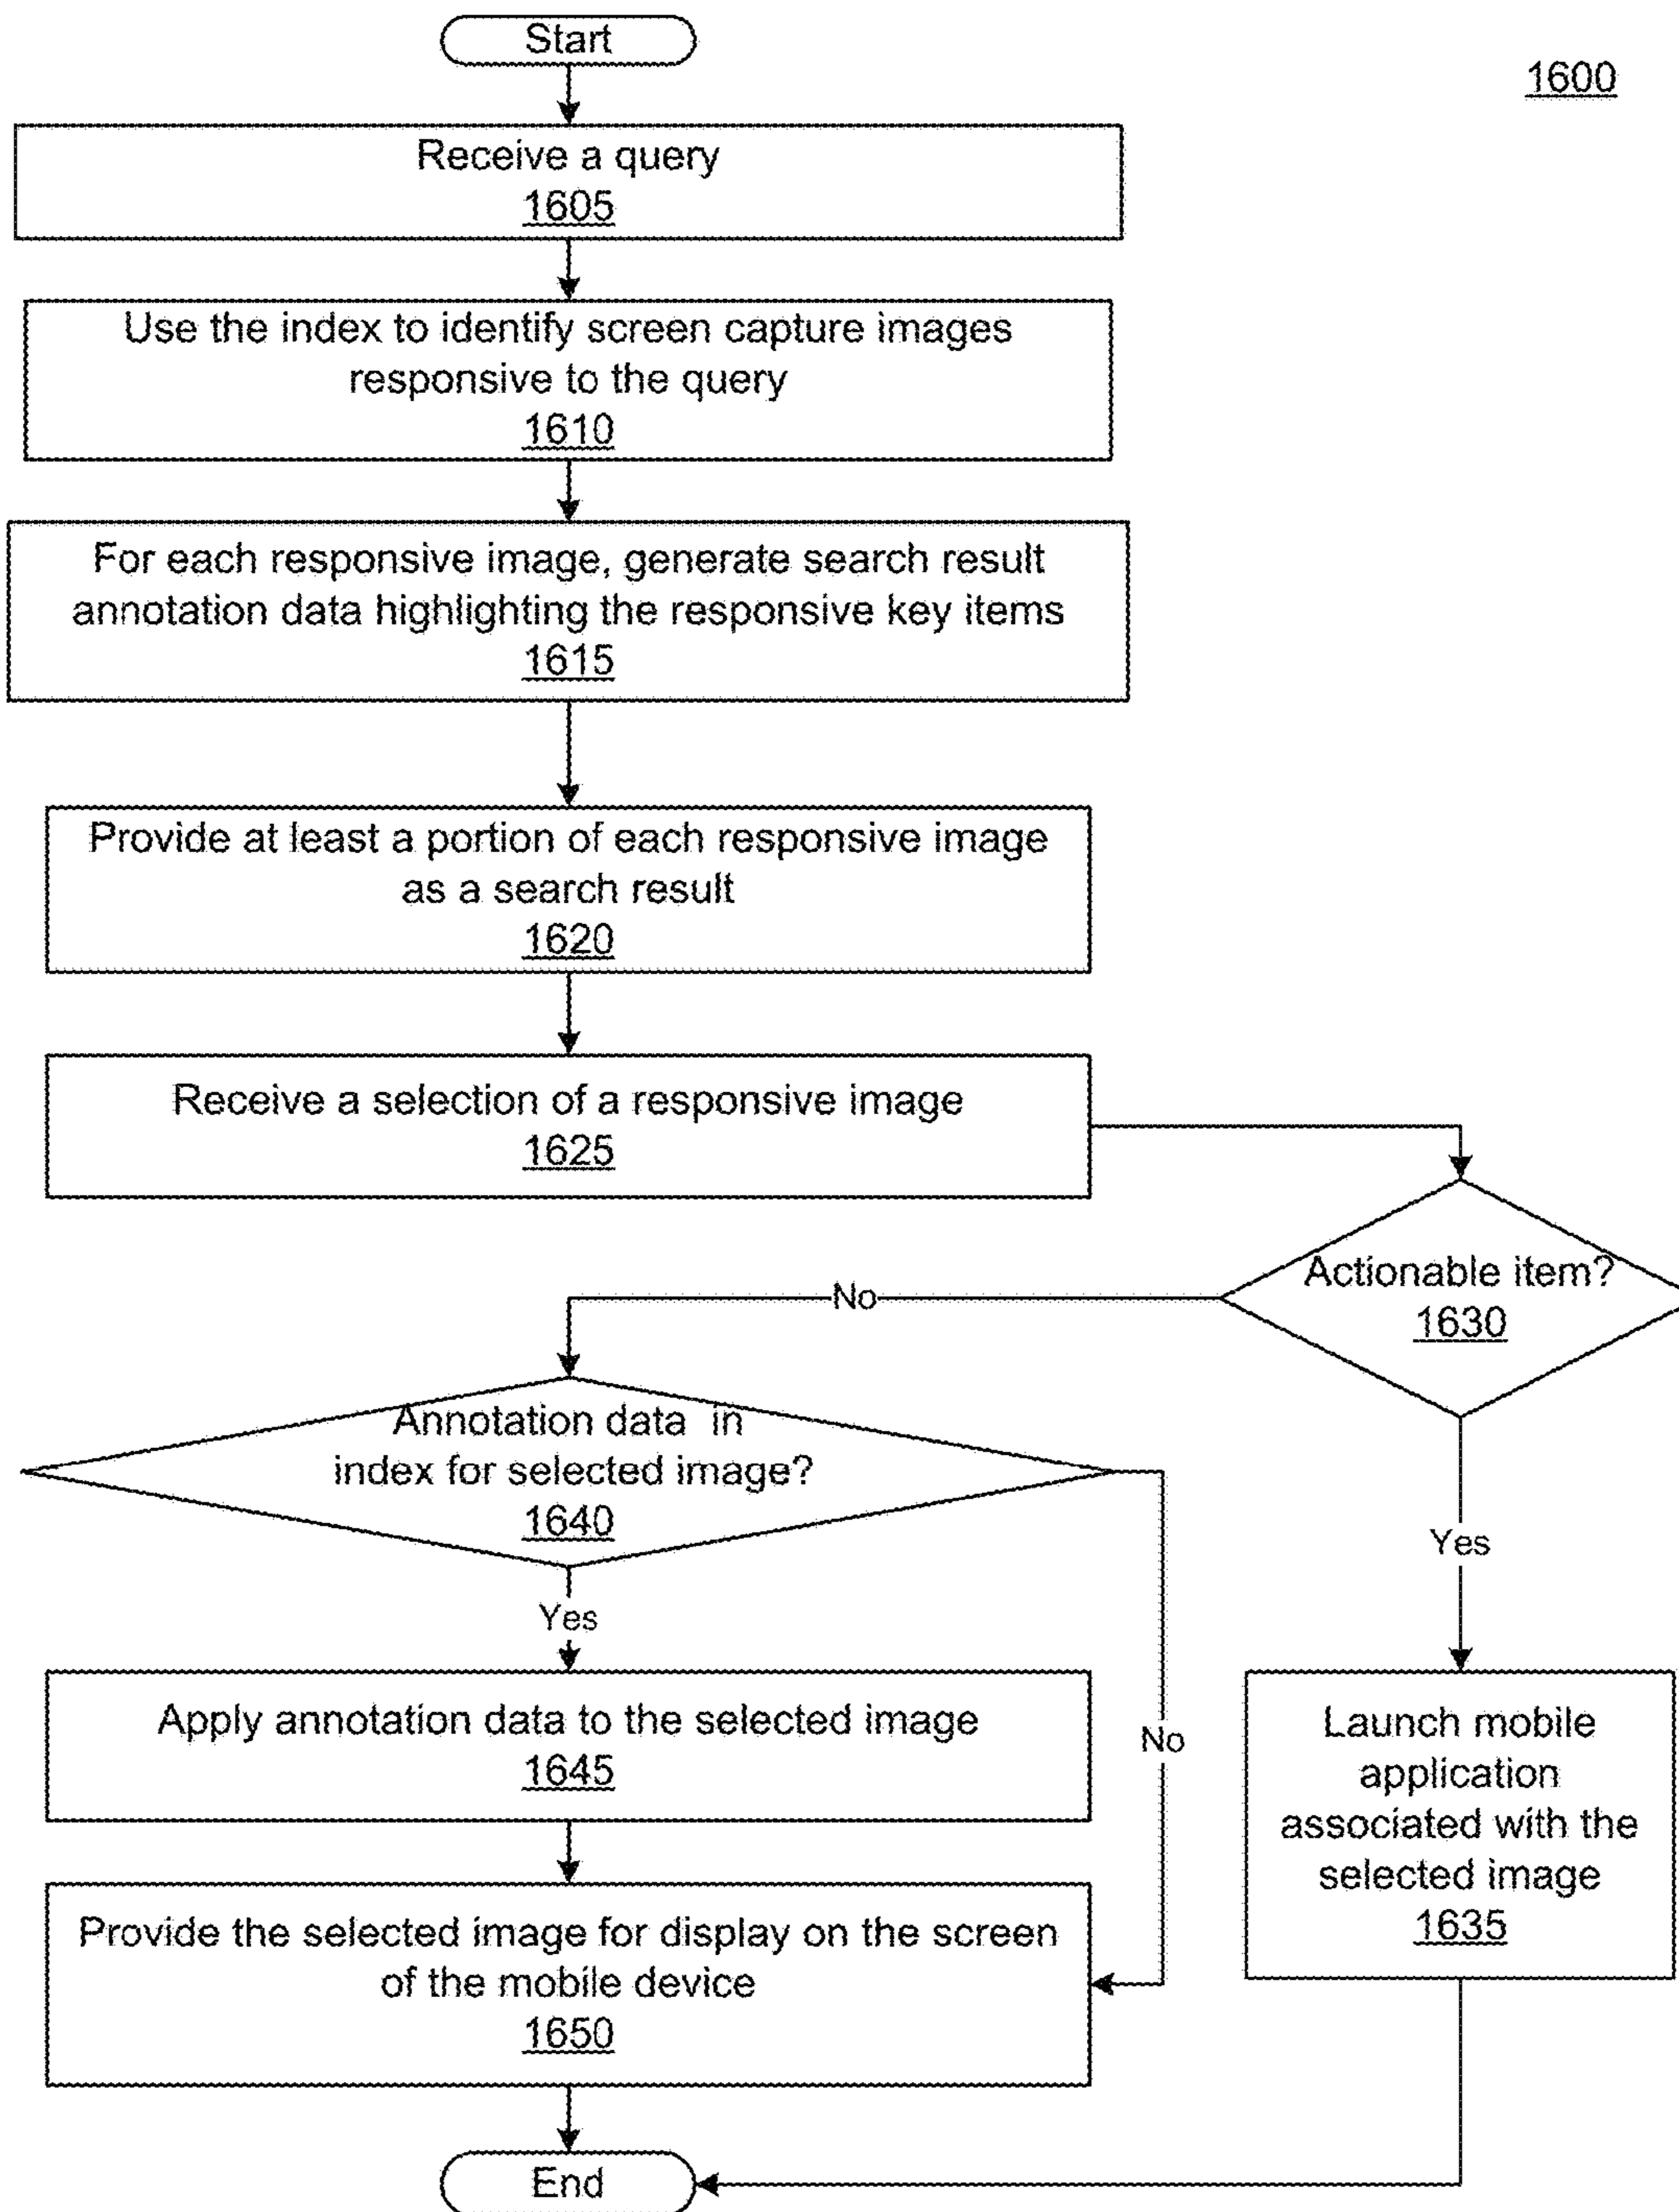 Start
1600
Receive a query
1605
Use the index to identify screen capture images
responsive to the query
1610
For each responsive image, generate search result
annotation data highlighting the responsive key items
1615
Provide at least a portion of each responsive image
as a search result
1620
Receive a selection of a responsive image
1625
Actionable item?
1630
No
Annotation data in
index for selected image?
1640
Yes
Yes
Apply annotation data to the selected image
1645
No
Launch mobile
application
associated with the
selected image
1635
Provide the selected image for display on the screen
of the mobile device
1650
End